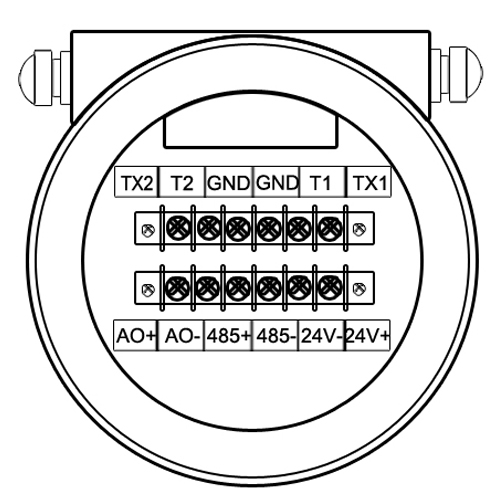 TX2 T2 GND GND T1 TX1
AO+ AO- 485+ 485- 24V- 24V+